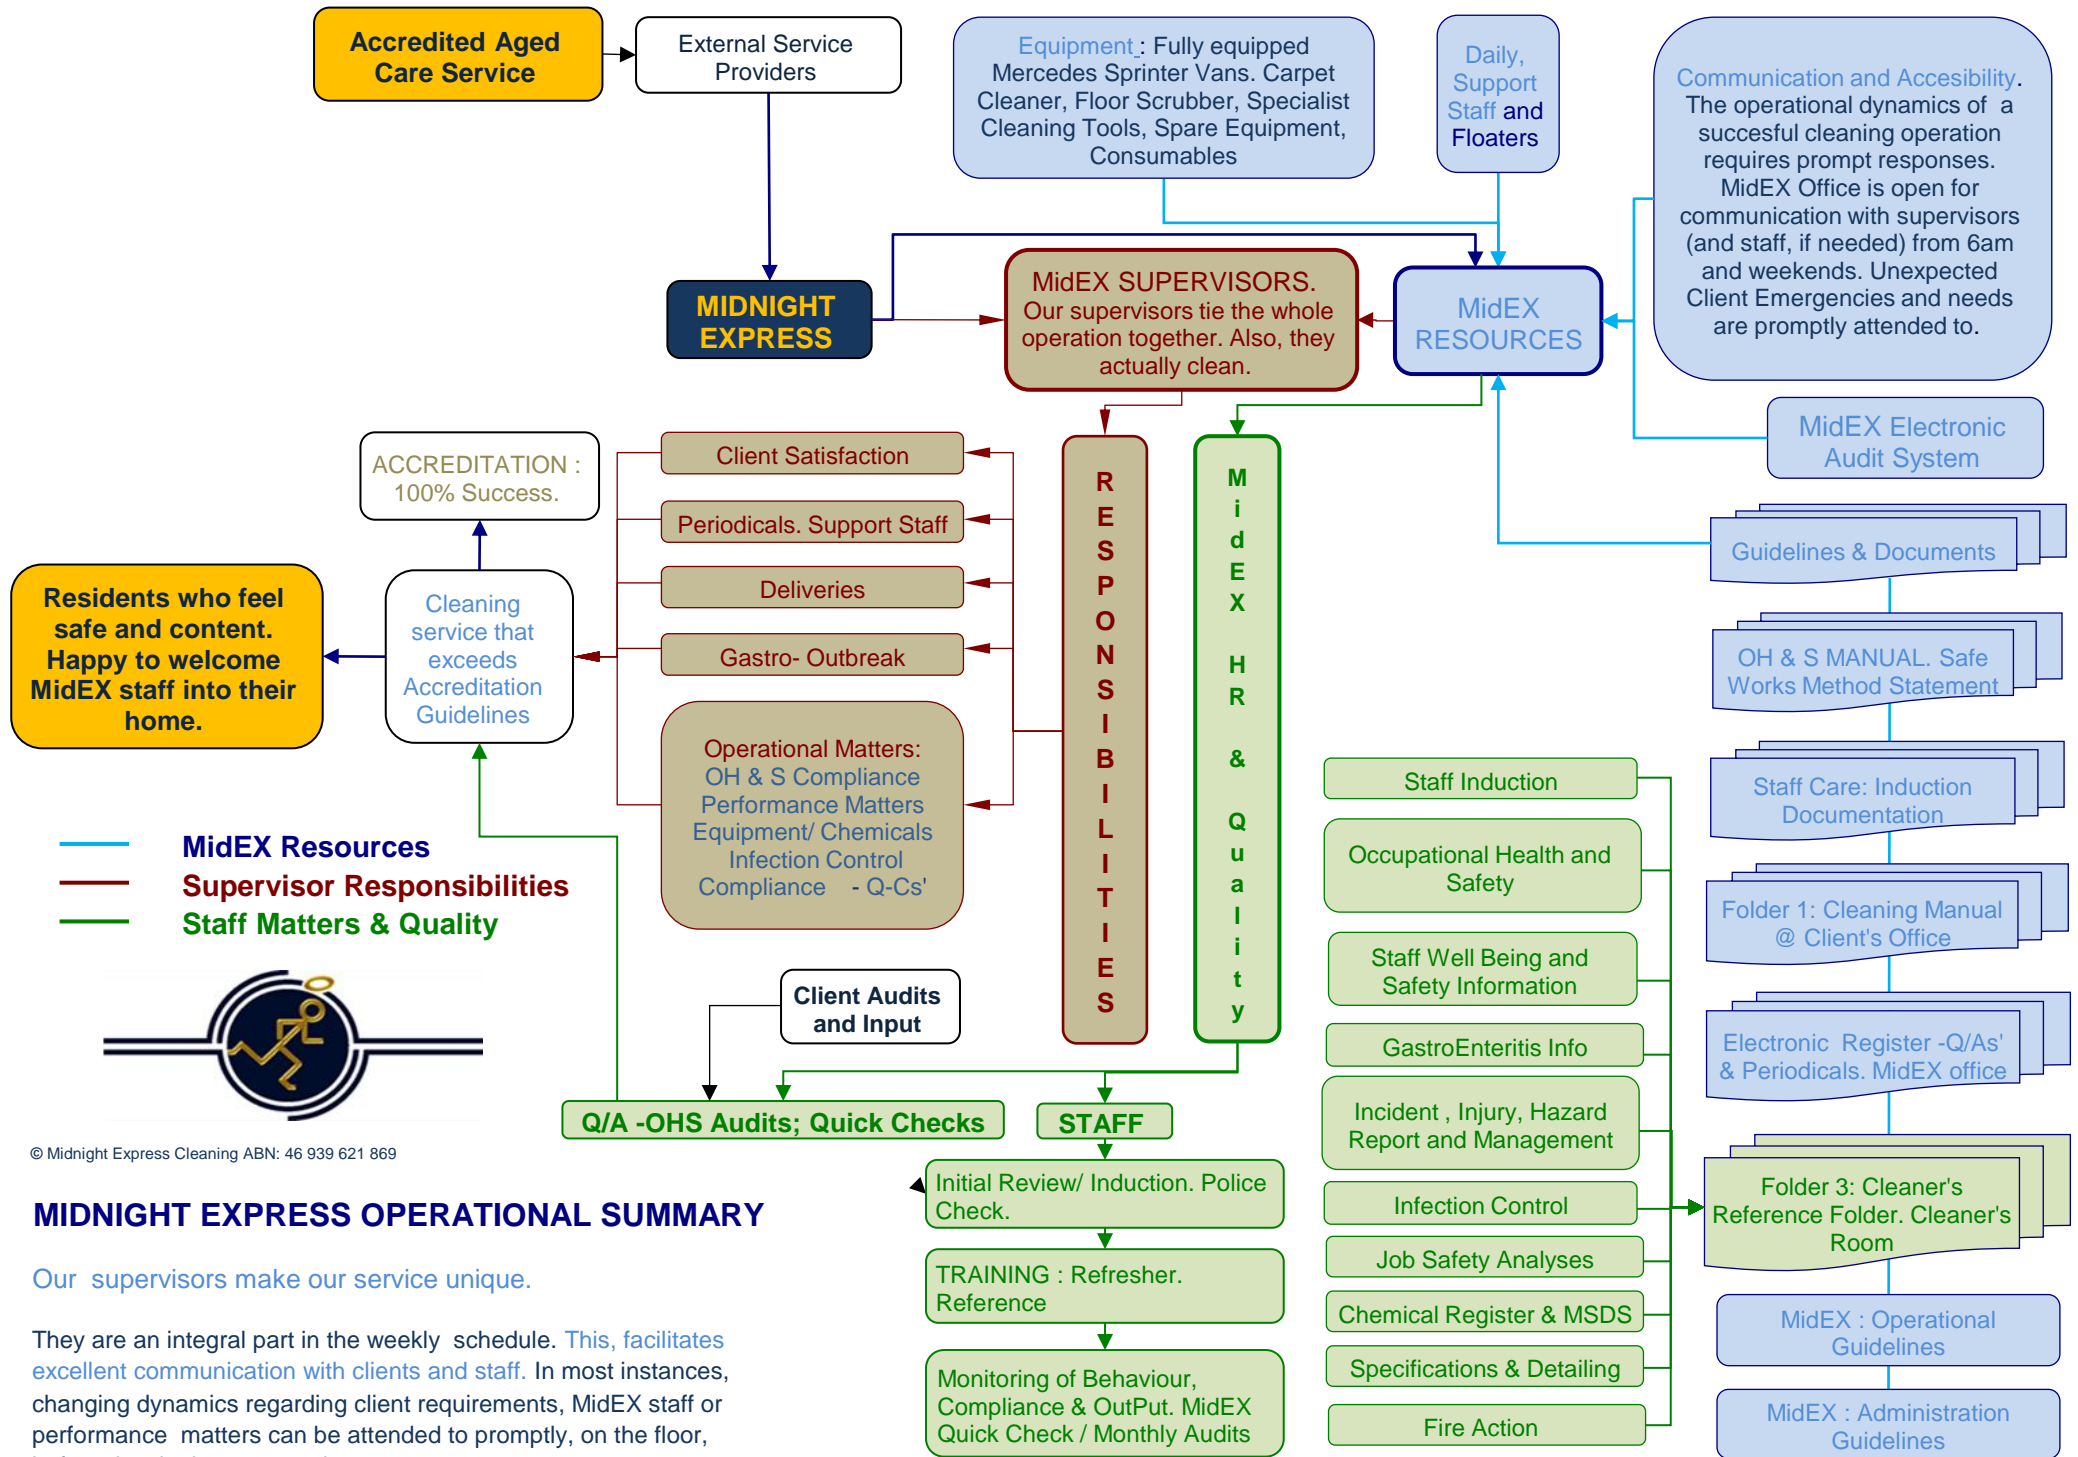 Accredited Aged
Care Service
External Service
Providers
Equipment : Fully equipped
Mercedes Sprinter Vans. Carpet
Cleaner, Floor Scrubber, Specialist
Cleaning Tools, Spare Equipment,
Consumables
Daily,
Support
Staff and
Floaters
Communication and Accesibility.
The operational dynamics of a
succesful cleaning operation
requires prompt responses.
MidEX Office is open for
communication with supervisors
(and staff, if needed) from 6am
and weekends. Unexpected
Client Emergencies and needs
are promptly attended to.
MIDNIGHT
EXPRESS
MidEX SUPERVISORS.
Our supervisors tie the whole
operation together. Also, they
actually clean.
MidEX
RESOURCES
MidEX Electronic
Audit System
ACCREDITATION :
100% Success.
Client Satisfaction
Periodicals. Support Staff
Deliveries
Gastro- Outbreak
Operational Matters:
OH & S Compliance
Performance Matters
Equipment/ Chemicals
Infection Control
Compliance - Q-Cs'
RESPONSIBILITIES
MidEX HR & Quality
Residents who feel
safe and content.
Happy to welcome
MidEX staff into their
home.
Cleaning
service that
exceeds
Accreditation
Guidelines
Guidelines & Documents
OH & S MANUAL. Safe
Works Method Statement
Staff Care: Induction
Documentation
Folder 1: Cleaning Manual
@ Client's Office
Electronic Register -Q/As'
& Periodicals. MidEX office
Folder 3: Cleaner's
Reference Folder. Cleaner's
Room
MidEX : Operational
Guidelines
MidEX : Administration
Guidelines
Staff Induction
Occupational Health and
Safety
Staff Well Being and
Safety Information
GastroEnteritis Info
Incident , Injury, Hazard
Report and Management
Infection Control
Job Safety Analyses
Chemical Register & MSDS
Specifications & Detailing
Fire Action
MidEX Resources
Supervisor Responsibilities
Staff Matters & Quality
Client Audits
and Input
Q/A -OHS Audits; Quick Checks
STAFF
Initial Review/ Induction. Police
Check.
TRAINING : Refresher.
Reference
Monitoring of Behaviour,
Compliance & OutPut. MidEX
Quick Check / Monthly Audits
© Midnight Express Cleaning ABN: 46 939 621 869
MIDNIGHT EXPRESS OPERATIONAL SUMMARY
Our supervisors make our service unique.
They are an integral part in the weekly schedule. This, facilitates
excellent communication with clients and staff. In most instances,
changing dynamics regarding client requirements, MidEX staff or
performance matters can be attended to promptly, on the floor,